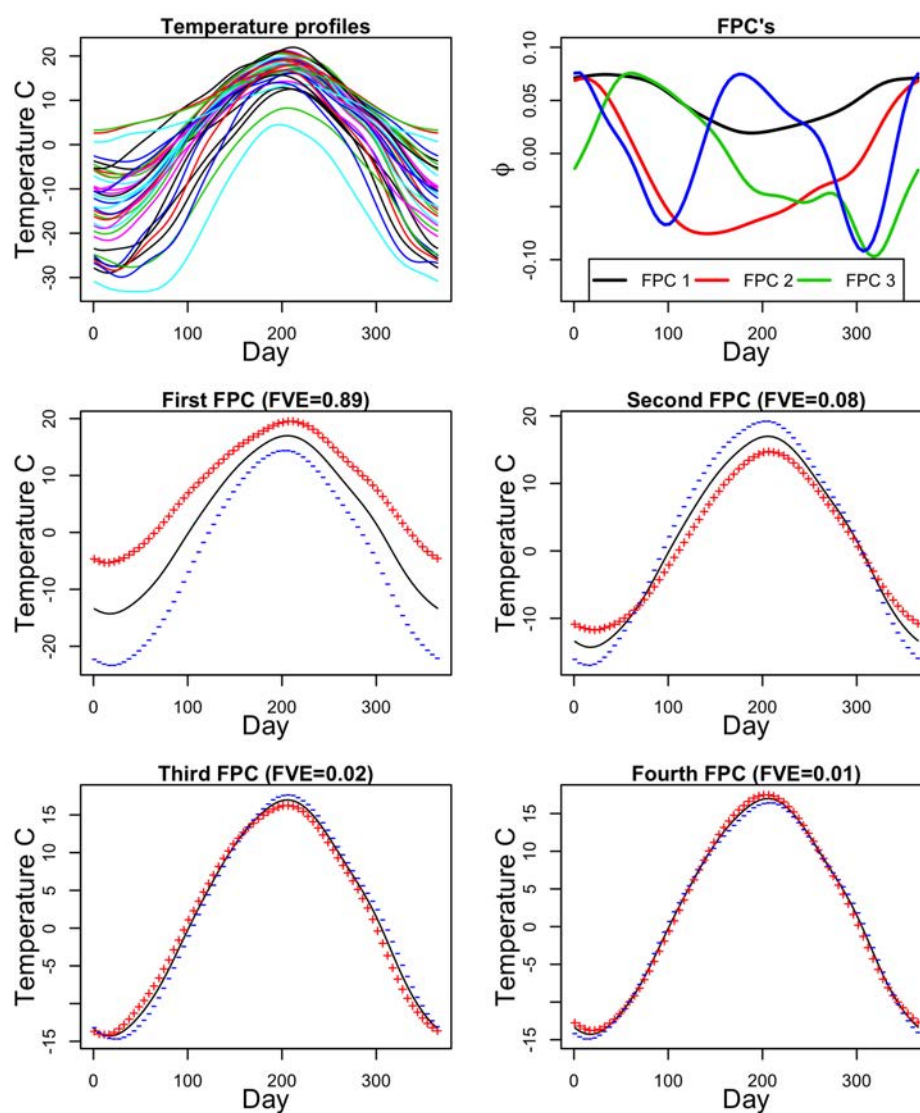 Temperature profiles
Temperature C
20
10
0
-10
-20
-30
0 100 200 300
Day
FPC's
ϕ
0.10
0.05
0.00
-0.10
FPC 1 FPC 2 FPC 3
0 100 200 300
Day
First FPC (FVE=0.89)
Temperature C
20
10
0
-10
-20
0 100 200 300
Day
Second FPC (FVE=0.08)
Temperature C
20
10
0
-10
0 100 200 300
Day
Third FPC (FVE=0.02)
Temperature C
15
10
5
0
-5
-15
0 100 200 300
Day
Fourth FPC (FVE=0.01)
Temperature C
15
10
5
0
-5
-15
0 100 200 300
Day